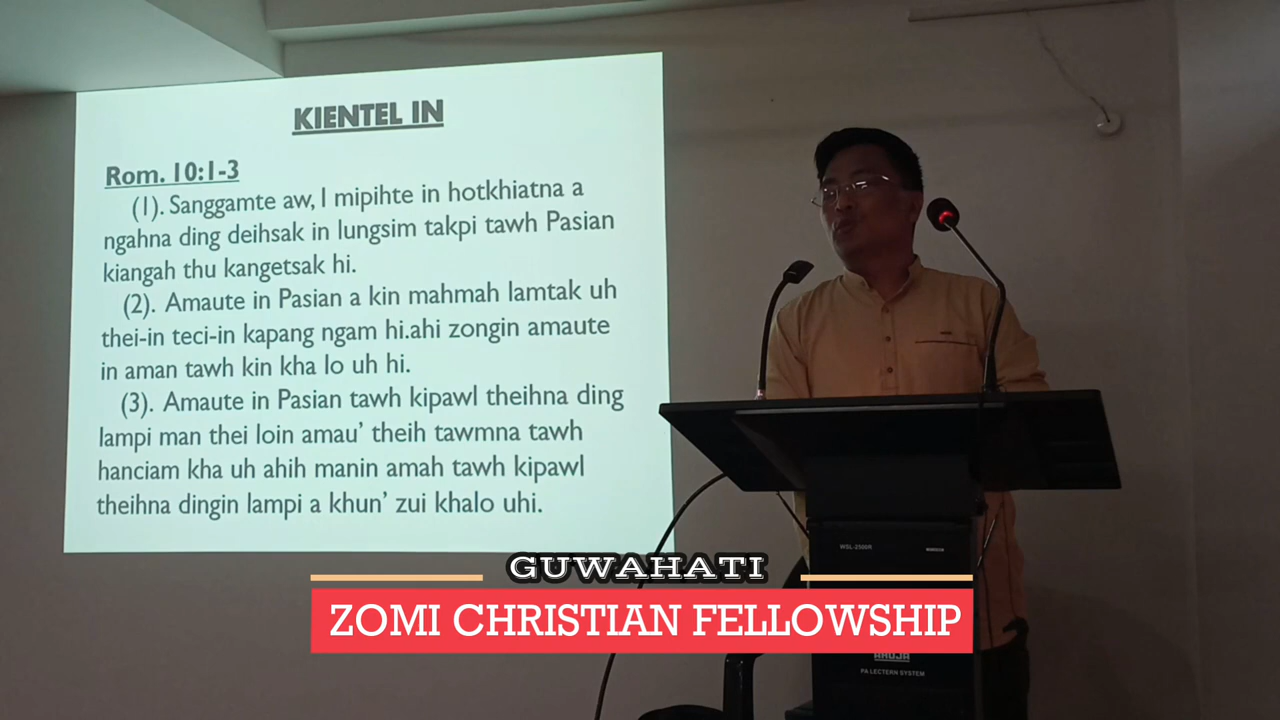 KIENTEL IN
Rom. 10:1-3
(1). Sanggamte aw, I mipihte in hotkhiatna a
ngahna ding deihsak in lungsim takpi tawh Pasian
kiangah thu kangetsak hi.
(2). Amaute in Pasian a kin mahmah lamtak uh
thei-in teci-in kapang ngam hi.ahi zongin amaute
in aman tawh kin kha lo uh hi.
(3). Amaute in Pasian tawh kipawl theihna ding
lampi man thei loin amau’ theih tawmna tawh
hanciam kha uh ahih manin amah tawh kipawl
theihna dingin lampi a khun’ zui khalo uhi.
WSL-2500R
GUWAHATI
ZOMI CHRISTIAN FELLOWSHIP
AHUJA
PA LECTERN SYSTEM